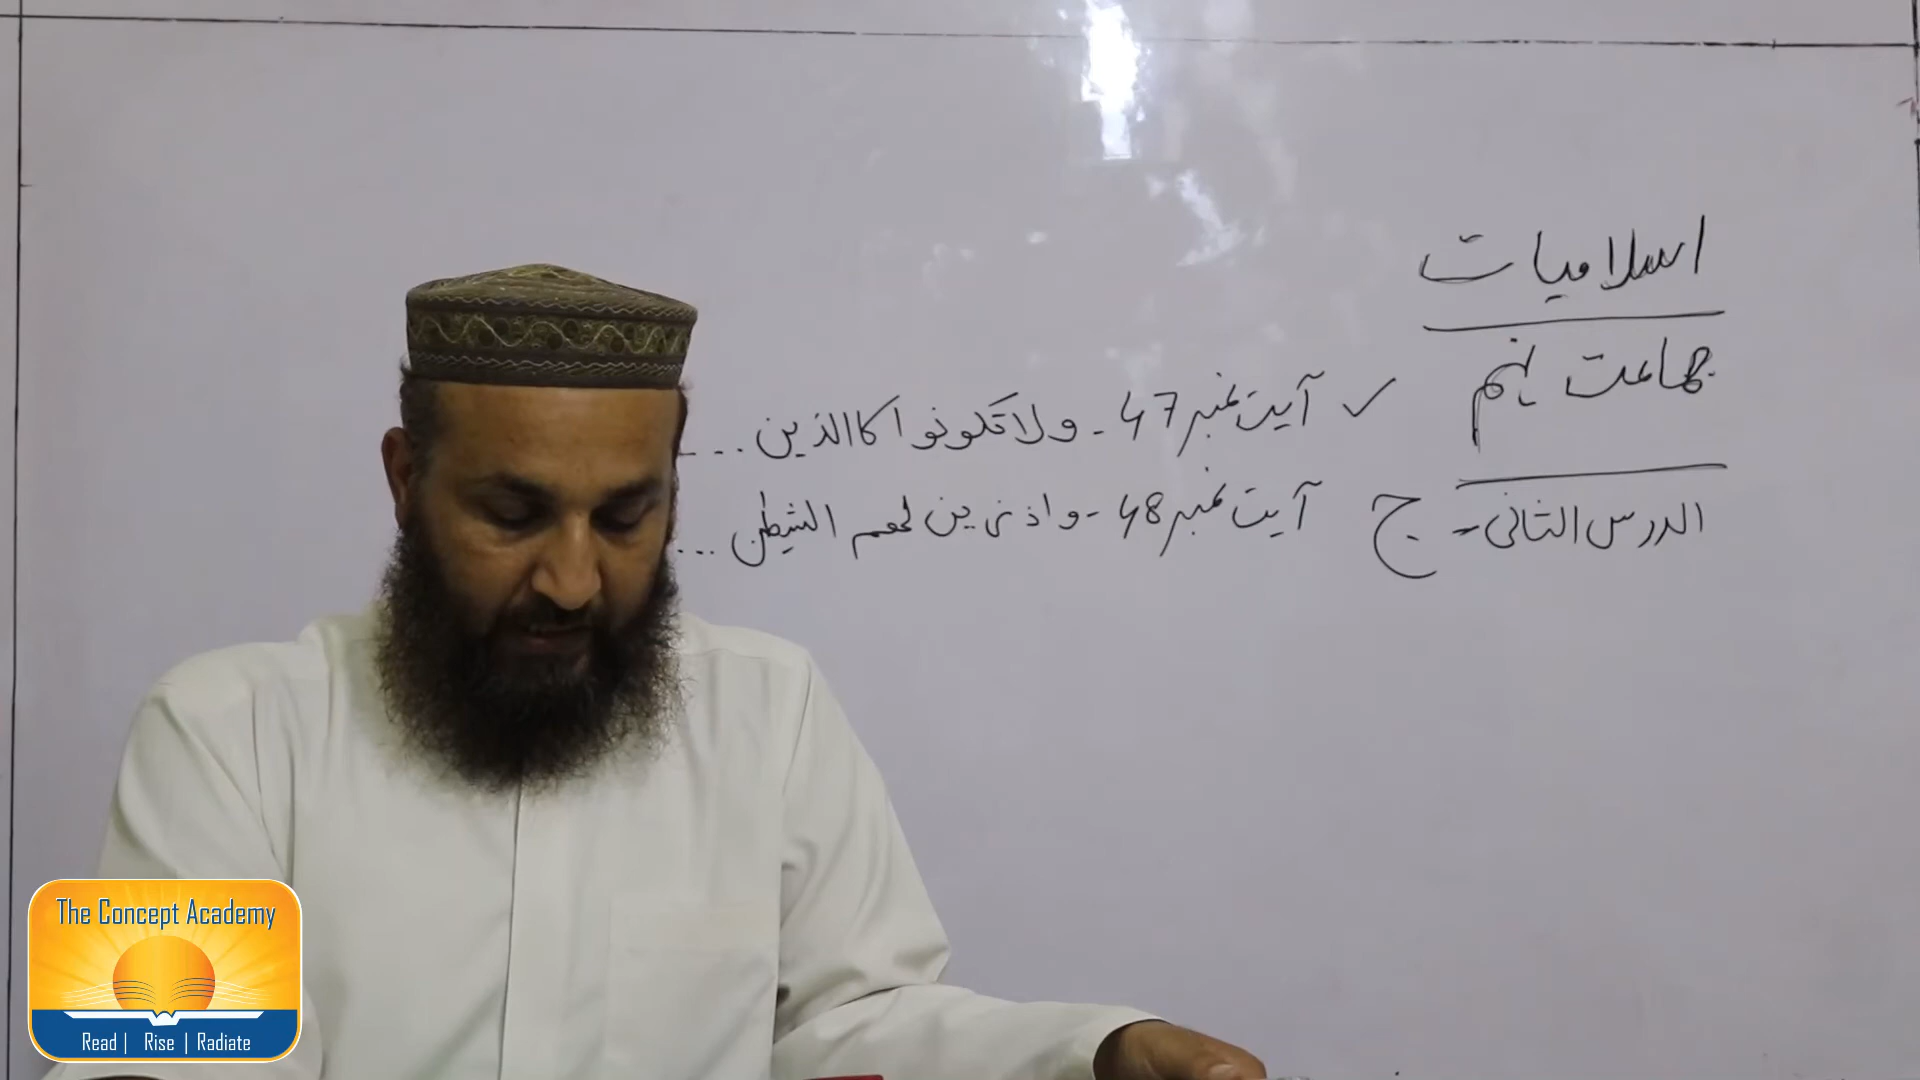 اسلامیات
جماعت نہم
✓ آیت نمبر 47 - ولا تکونوا کاالذین ...
الدرس الثانی - ج آیت نمبر 48 - واذ زین لھم الشیطن ...
The Concept Academy
Read | Rise | Radiate